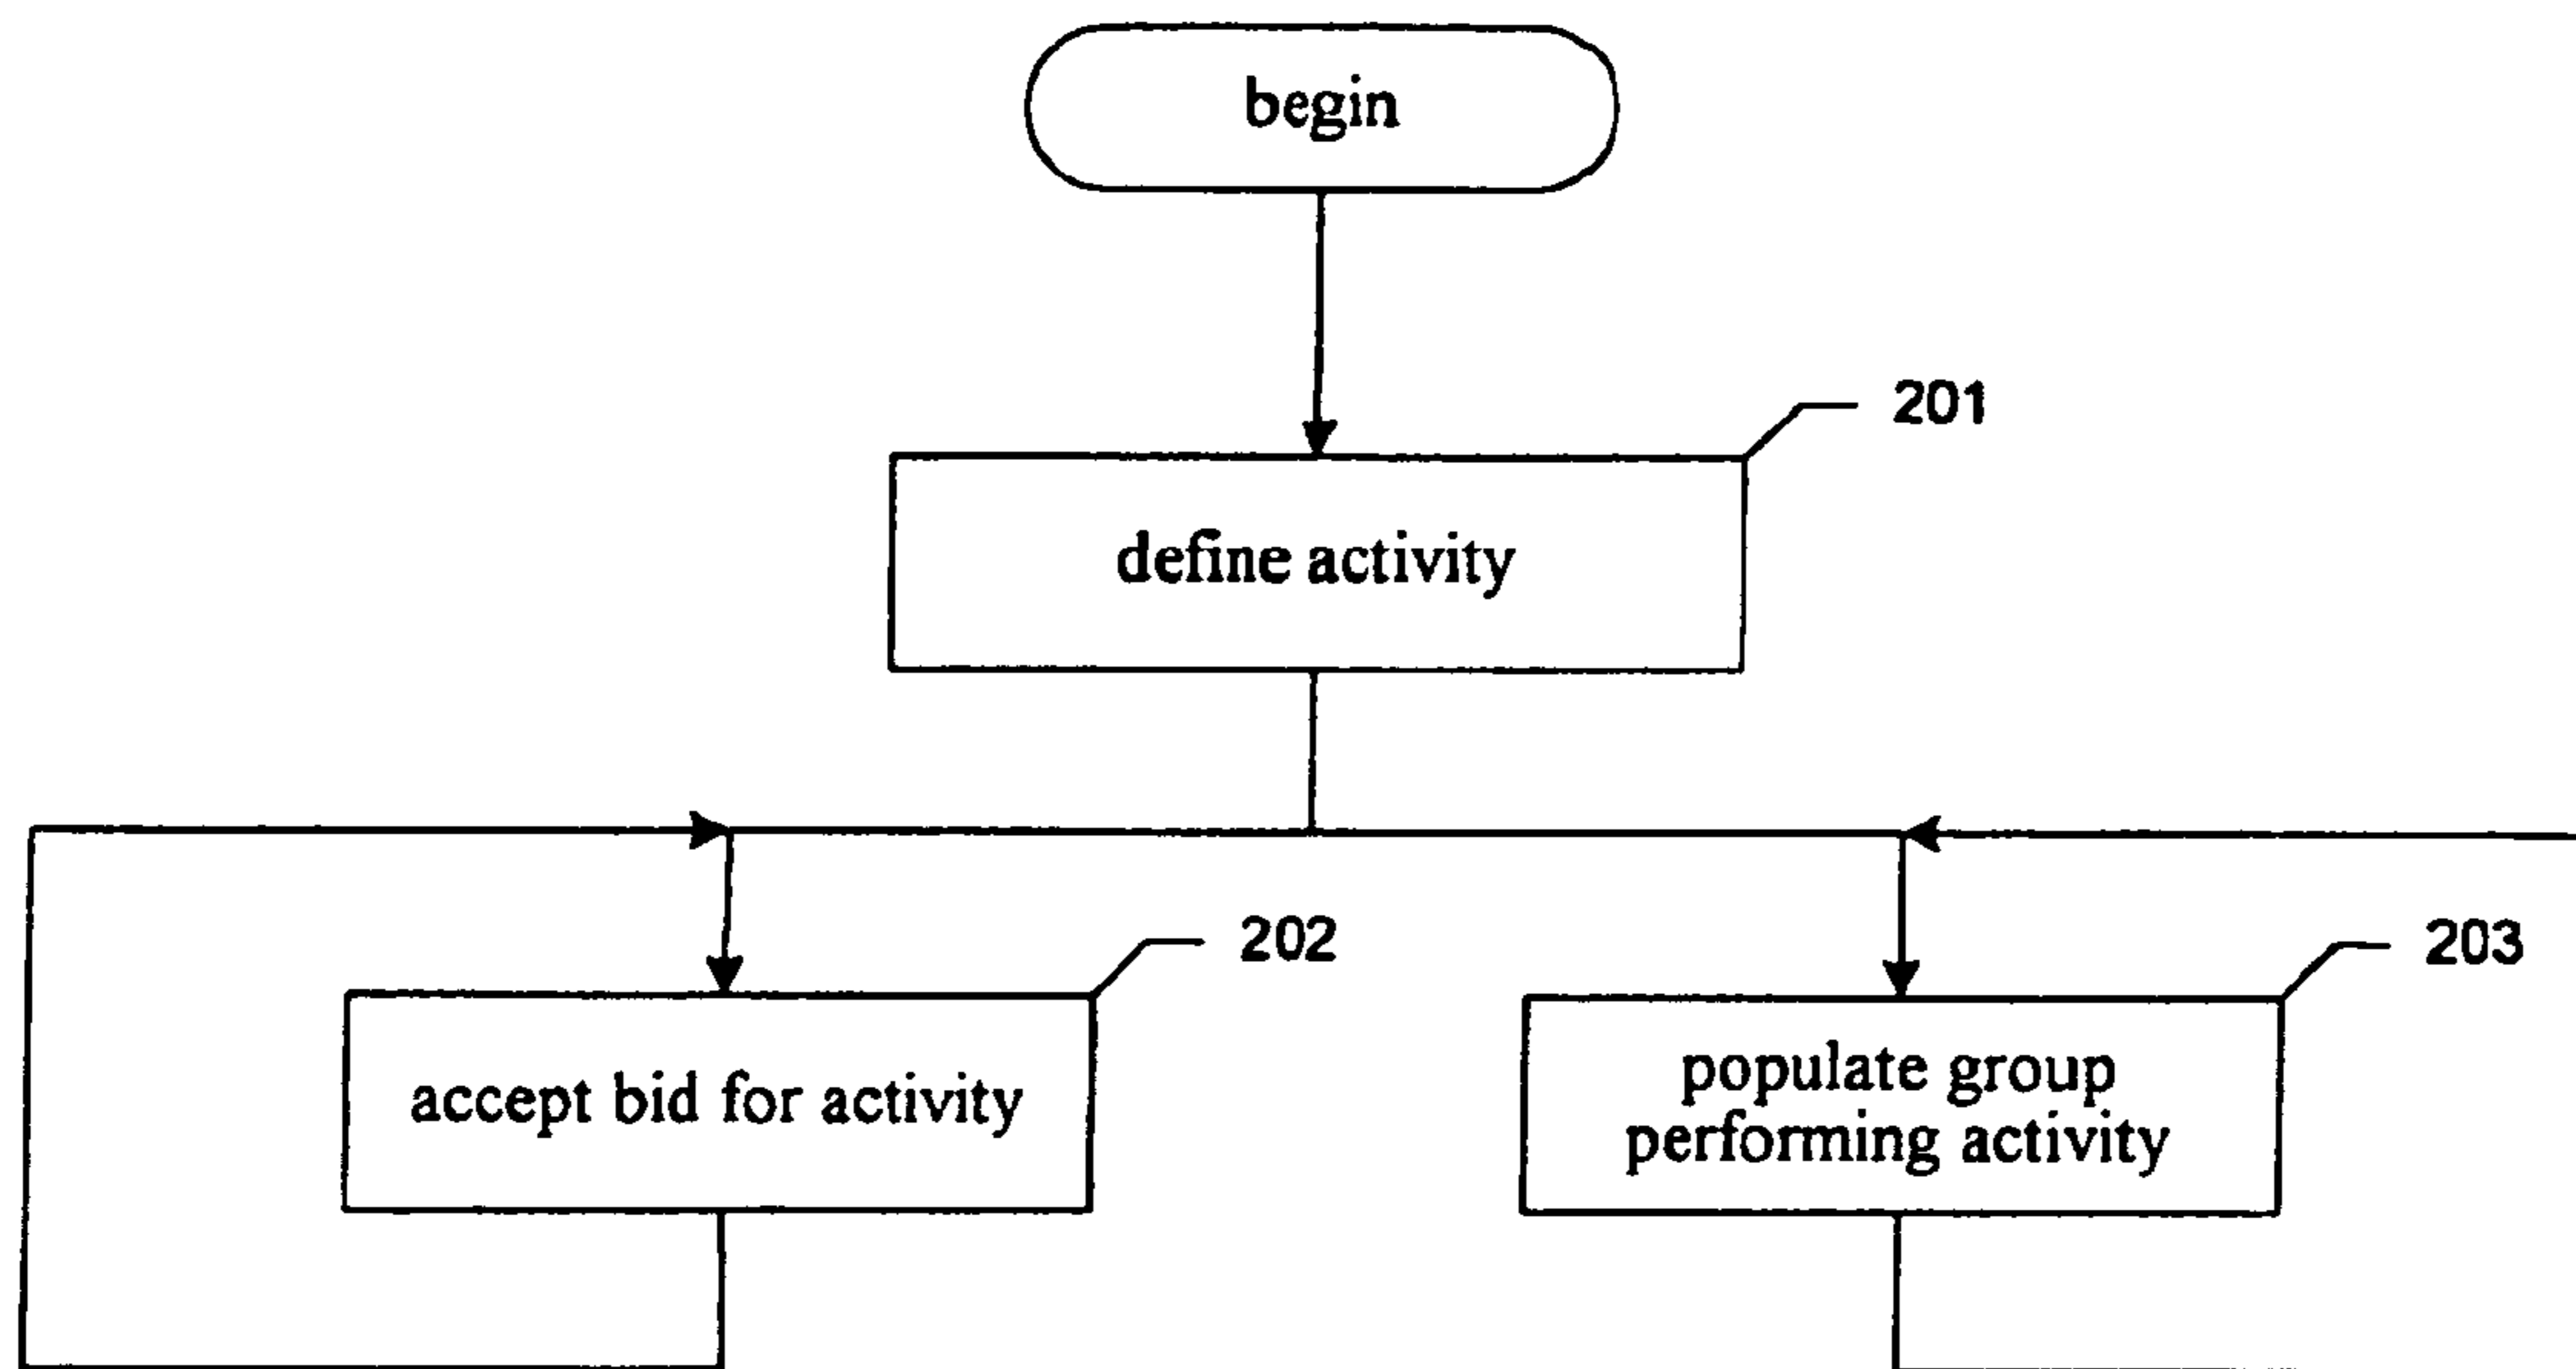 begin
201
define activity
202
203
accept bid for activity
populate group
performing activity